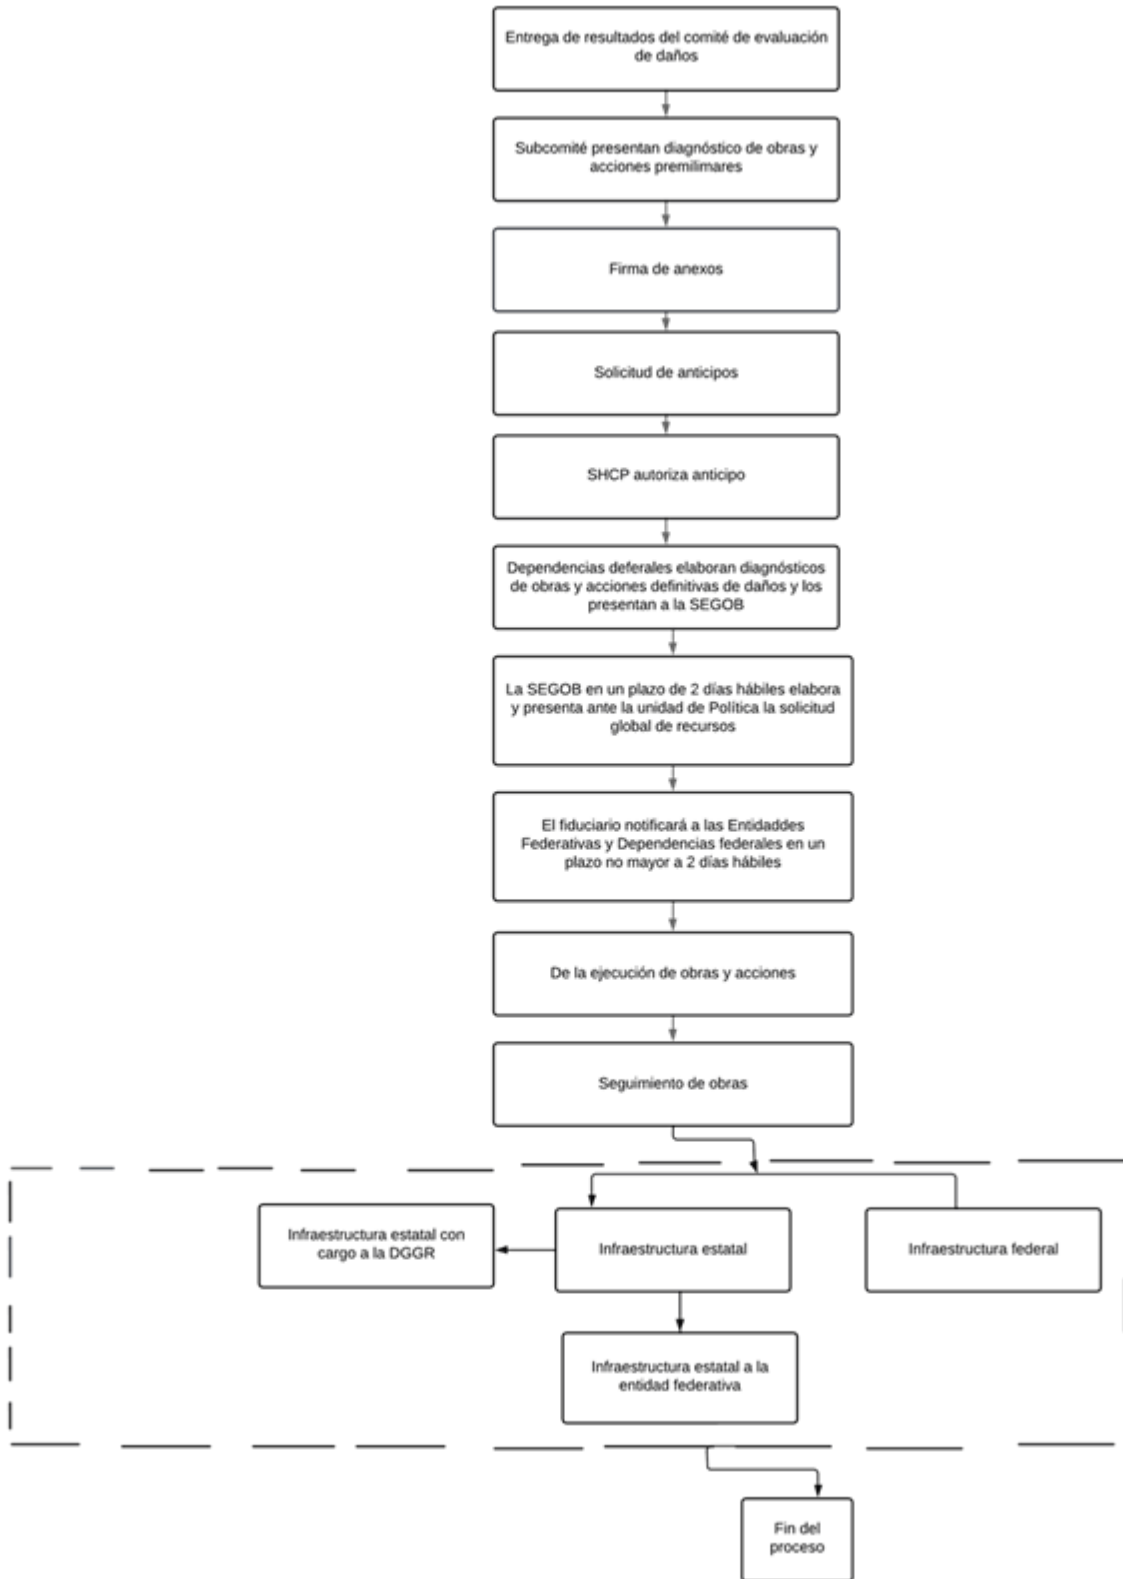 Entrega de resultados del comité de evaluación
de daños
Subcomité presentan diagnóstico de obras y
acciones premilimares
Firma de anexos
Solicitud de anticipos
SHCP autoriza anticipo
Dependencias deferales elaboran diagnósticos
de obras y acciones definitivas de daños y los
presentan a la SEGOB
La SEGOB en un plazo de 2 días hábiles elabora
y presenta ante la unidad de Política la solicitud
global de recursos
El fiduciario notificará a las Entidaddes
Federativas y Dependencias federales en un
plazo no mayor a 2 días hábiles
De la ejecución de obras y acciones
Seguimiento de obras
Infraestructura estatal con
cargo a la DGGR
Infraestructura estatal
Infraestructura federal
Infraestructura estatal a la
entidad federativa
Fin del
proceso